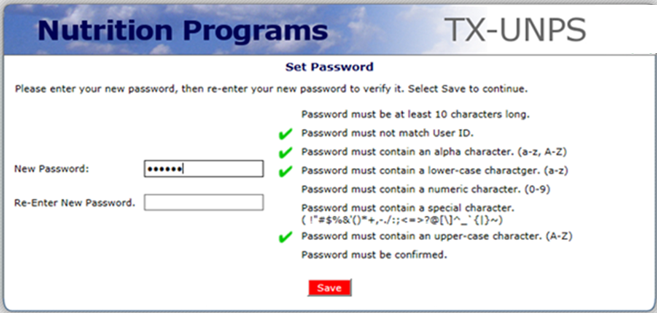 Nutrition Programs
TX-UNPS
Set Password
Please enter your new password, then re-enter your new password to verify it. Select Save to continue.
Password must be at least 10 characters long.
Password must not match User ID.
Password must contain an alpha character. (a-z, A-Z)
New Password: ••••••
Password must contain a lower-case charactger. (a-z)
Password must contain a numeric character. (0-9)
Re-Enter New Password.
Password must contain a special character.
( !"#$%&'()*+,-./:;<=>?@[\]^_`{|}~)
Password must contain an upper-case character. (A-Z)
Password must be confirmed.
Save